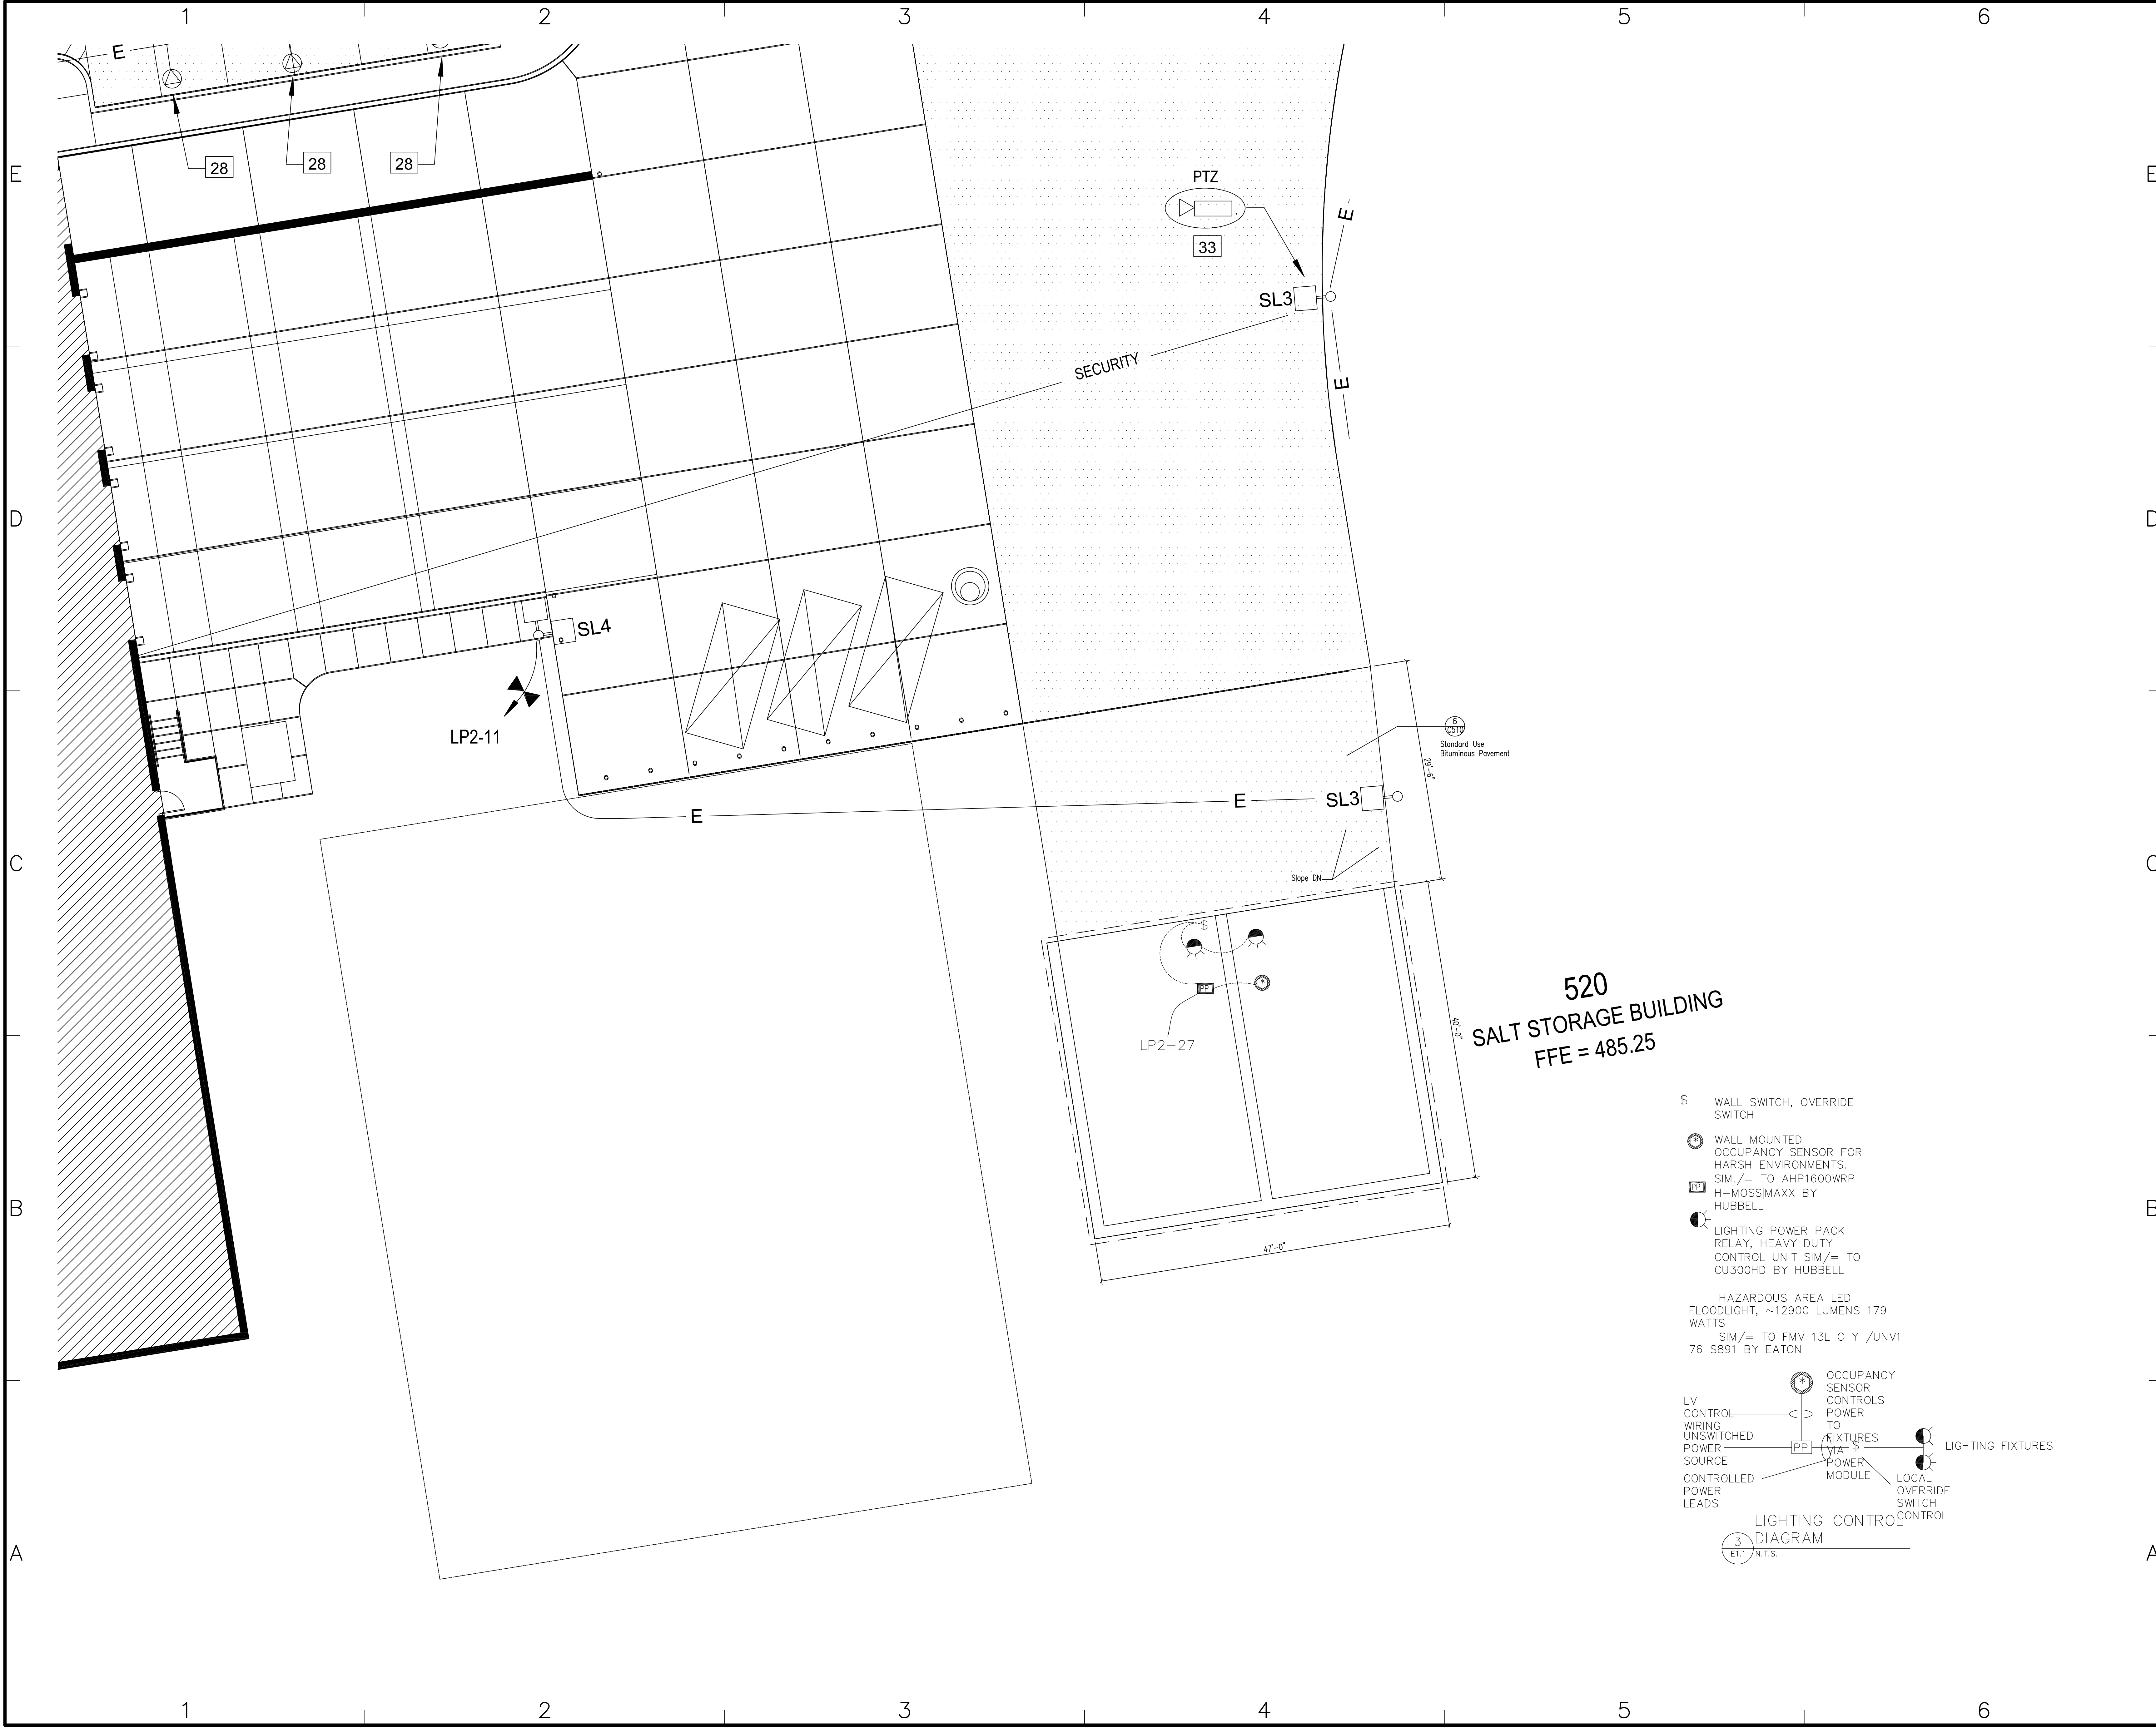 1
2
3
4
5
6
E
28
28
28
E
E
PTZ
33
E
SL3
SECURITY
E
D
D
SL4
LP2-11
6
C510
Standard Use
Bituminous Pavement
29'-6"
SL3
E
E
C
C
Slope DN
$
PP
*
LP2-27
40'-0"
520
SALT STORAGE BUILDING
FFE = 485.25
47'-0"
B
B
$ WALL SWITCH, OVERRIDE
SWITCH
* WALL MOUNTED
OCCUPANCY SENSOR FOR
HARSH ENVIRONMENTS.
SIM./= TO AHP1600WRP
PP H-MOSS|MAXX BY
HUBBELL
LIGHTING POWER PACK
RELAY, HEAVY DUTY
CONTROL UNIT SIM/= TO
CU300HD BY HUBBELL
HAZARDOUS AREA LED
FLOODLIGHT, ~12900 LUMENS 179
WATTS
SIM/= TO FMV 13L C Y /UNV1
76 S891 BY EATON
*
OCCUPANCY
SENSOR
CONTROLS
POWER
TO
FIXTURES
VIA
POWER
MODULE
LV
CONTROL
WIRING
UNSWITCHED
POWER
SOURCE
PP
$
LIGHTING FIXTURES
CONTROLLED
POWER
LEADS
LOCAL
OVERRIDE
SWITCH
CONTROL
LIGHTING CONTROL
DIAGRAM
3
E1.1
N.T.S.
A
A
1
2
3
4
5
6